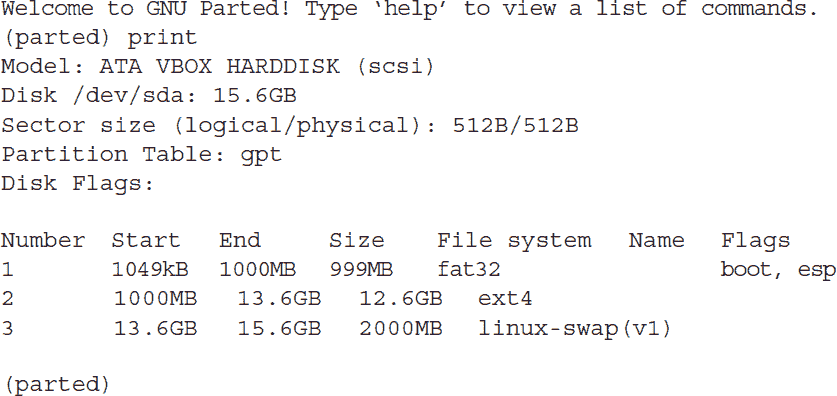 Welcome to GNU Parted! Type ‘help’ to view a list of commands.
(parted) print
Model: ATA VBOX HARDDISK (scsi)
Disk /dev/sda: 15.6GB
Sector size (logical/physical): 512B/512B
Partition Table: gpt
Disk Flags:

Number  Start   End     Size    File system   Name   Flags
1       1049kB  1000MB  999MB   fat32                boot, esp
2       1000MB   13.6GB   12.6GB   ext4
3       13.6GB   15.6GB   2000MB   linux-swap(v1)

(parted)